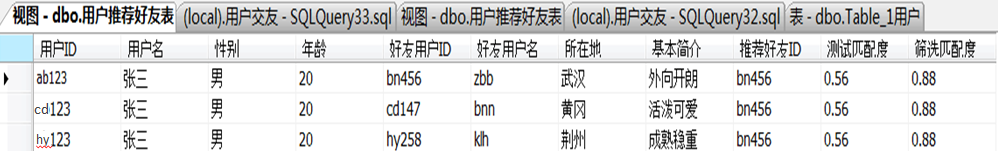 视图 - dbo.用户推荐好友表 (local).用户交友 - SQLQuery33.sql 视图 - dbo.用户推荐好友表 (local).用户交友 - SQLQuery32.sql 表 - dbo.Table_1用户
用户ID 用户名 性别 年龄 好友用户ID 好友用户名 所在地 基本简介 推荐好友ID 测试匹配度 筛洗匹配度
ab123 张三 男 20 bn456 zbb 武汉 外向开朗 bn456 0.56 0.88
cd123 张三 男 20 cd147 bnn 黄冈 活泼可爱 bn456 0.56 0.88
hy123 张三 男 20 hy258 klh 荆州 成熟稳重 bn456 0.56 0.88